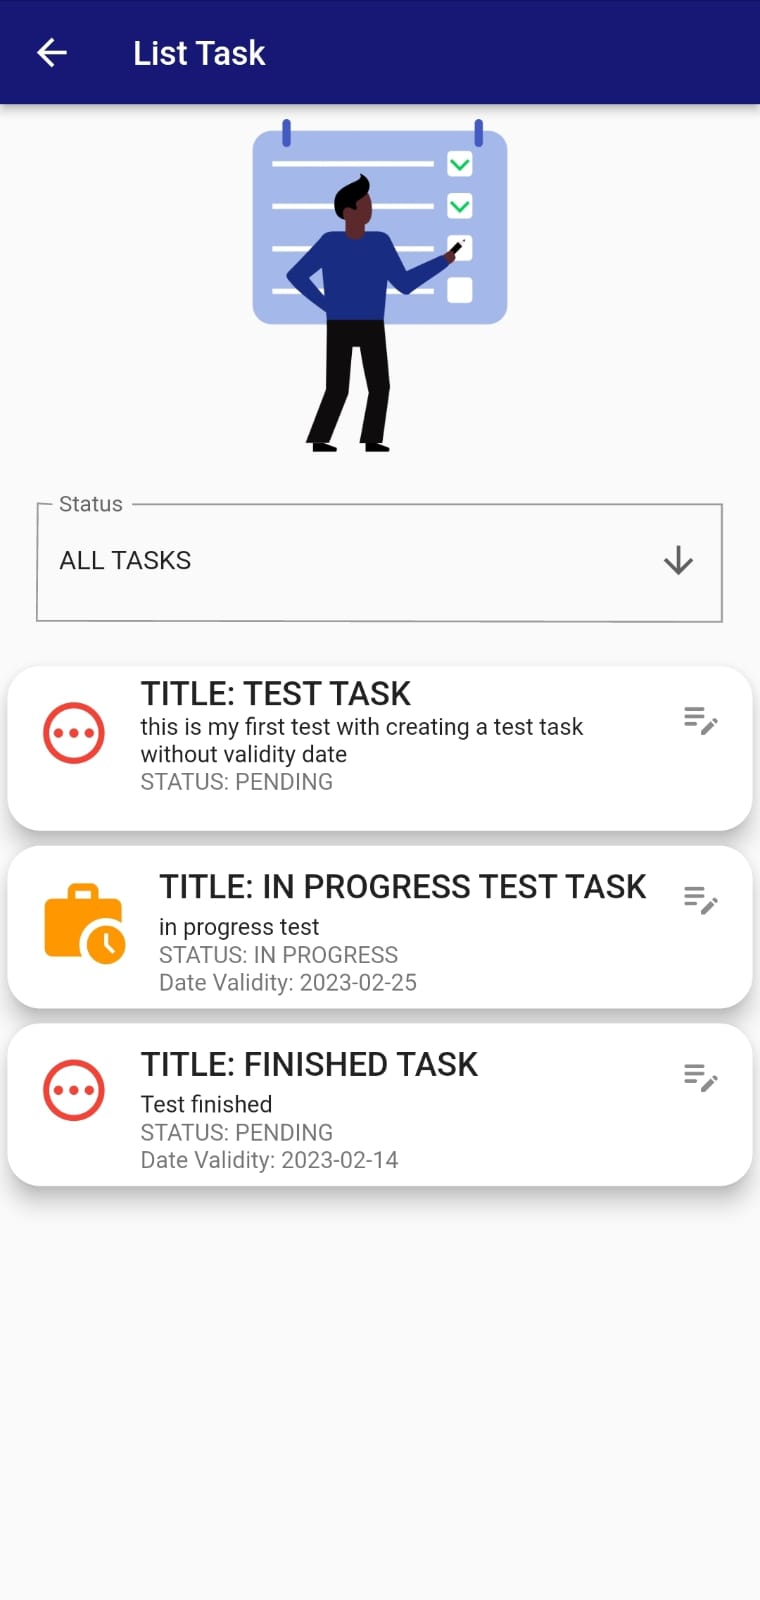 List Task
Status
ALL TASKS
TITLE: TEST TASK
this is my first test with creating a test task
without validity date
STATUS: PENDING
TITLE: IN PROGRESS TEST TASK
in progress test
STATUS: IN PROGRESS
Date Validity: 2023-02-25
TITLE: FINISHED TASK
Test finished
STATUS: PENDING
Date Validity: 2023-02-14